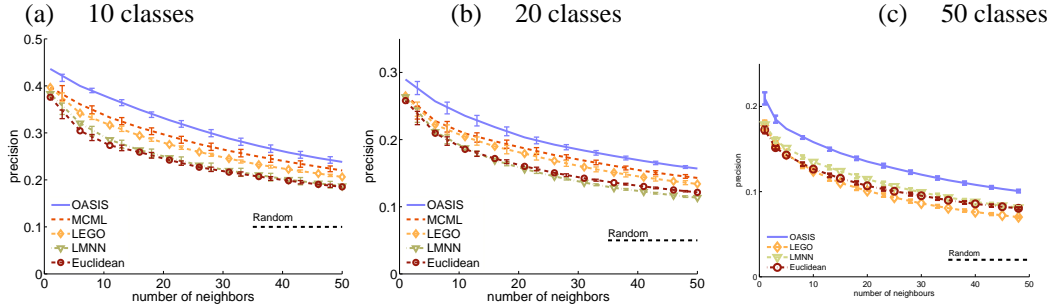 (a) 10 classes
0.5
0.4
0.3
0.2
0.1
0
precision
OASIS
MCML
LEGO
LMNN
Euclidean
Random
0 10 20 30 40 50
number of neighbors
(b) 20 classes
0.3
0.2
0.1
0
precision
OASIS
MCML
LEGO
LMNN
Euclidean
Random
0 10 20 30 40 50
number of neighbors
(c) 50 classes
0.2
0.1
0
precision
OASIS
LEGO
LMNN
Euclidean
Random
0 10 20 30 40 50
number of neighbors